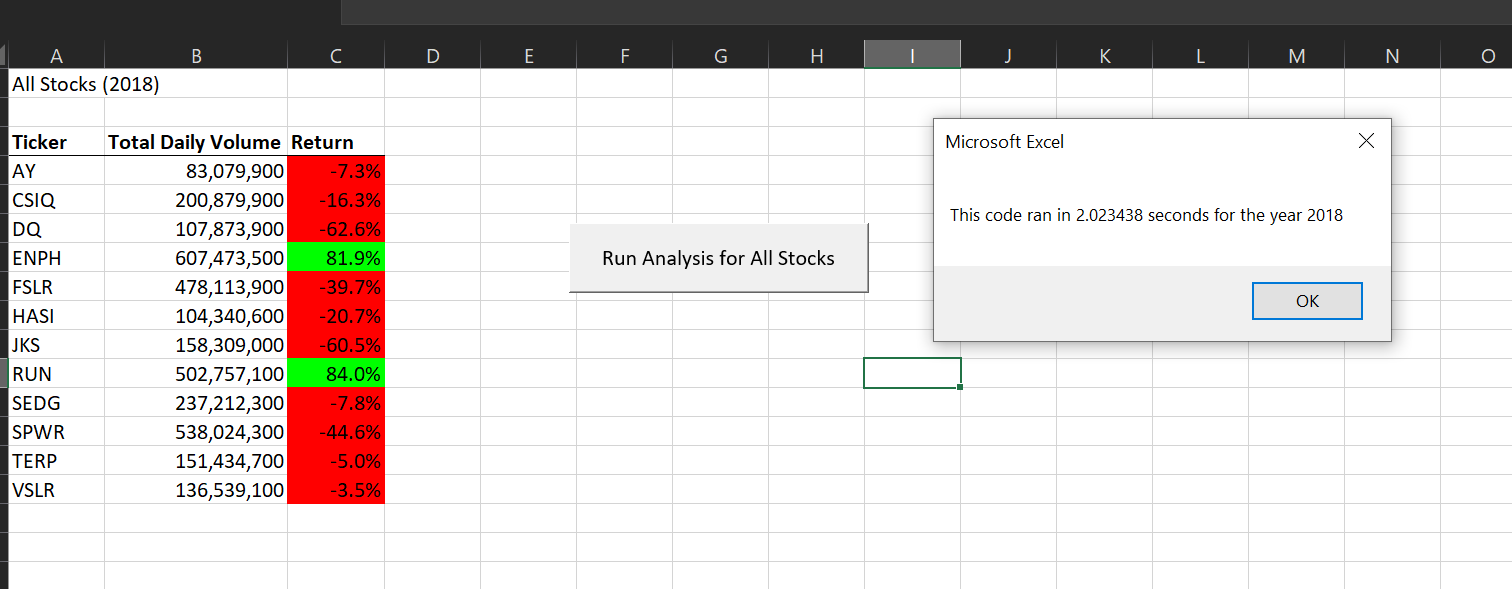 A B C D E F G H I J K L M N O
All Stocks (2018)
Ticker Total Daily Volume Return
AY 83,079,900 -7.3%
CSIQ 200,879,900 -16.3%
DQ 107,873,900 -62.6%
ENPH 607,473,500 81.9%
FSLR 478,113,900 -39.7%
HASI 104,340,600 -20.7%
JKS 158,309,000 -60.5%
RUN 502,757,100 84.0%
SEDG 237,212,300 -7.8%
SPWR 538,024,300 -44.6%
TERP 151,434,700 -5.0%
VSLR 136,539,100 -3.5%
Run Analysis for All Stocks
Microsoft Excel
This code ran in 2.023438 seconds for the year 2018
OK